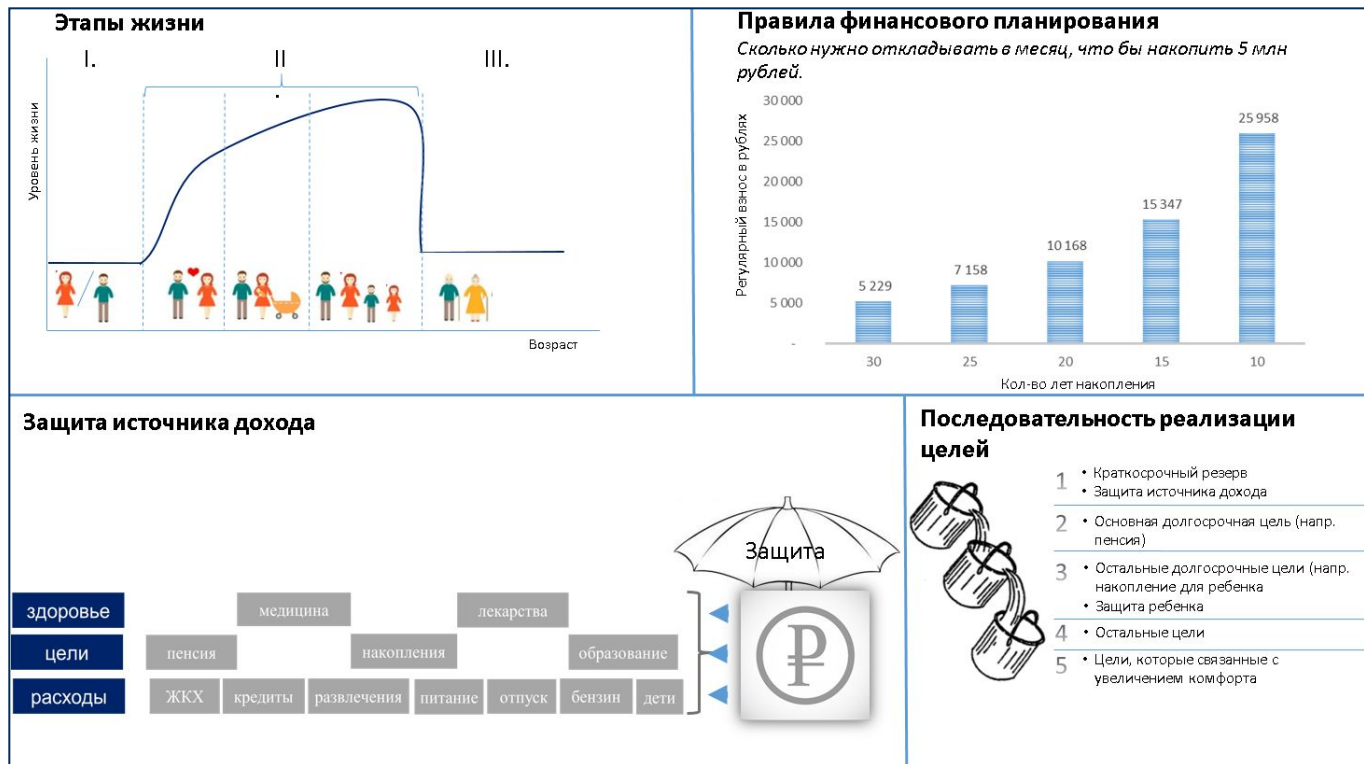 Этапы жизни
I.
II
.
III.
Уровень жизни
Возраст
Правила финансового планирования
Сколько нужно откладывать в месяц, что бы накопить 5 млн
рублей.
Регулярный взнос в рублях
30 000
25 000
20 000
15 000
10 000
5 000
-
5 229
7 158
10 168
15 347
25 958
30
25
20
15
10
Кол-во лет накопления
Защита источника дохода
Защита
здоровье
медицина
лекарства
цели
пенсия
накопления
образование
расходы
ЖКХ
кредиты
развлечения
питание
отпуск
бензин
дети
Последовательность реализации
целей
1
• Краткосрочный резерв
• Защита источника дохода
2
• Основная долгосрочная цель (напр.
пенсия)
3
• Остальные долгосрочные цели (напр.
накопление для ребенка
• Защита ребенка
4
• Остальные цели
5
• Цели, которые связанные с
увеличением комфорта